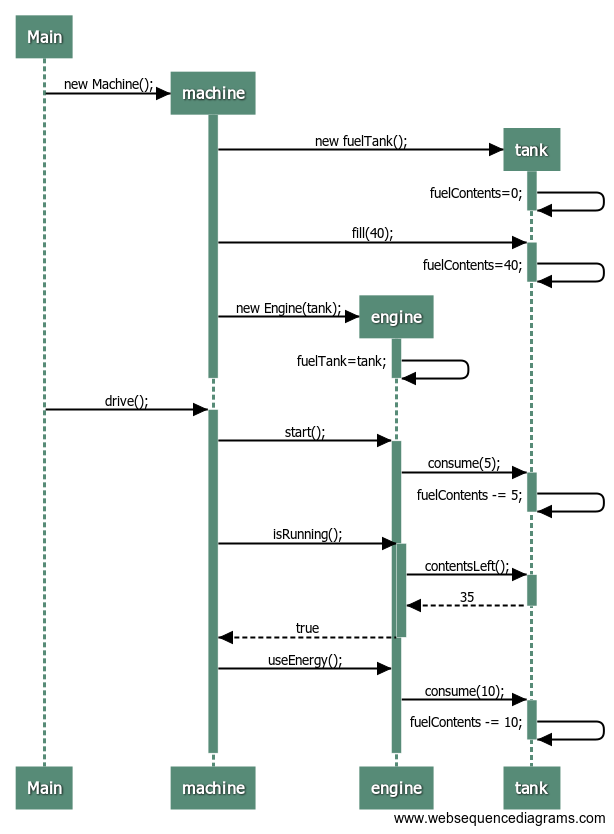 Main
new Machine();
machine
new fuelTank();
tank
fuelContents=0;
fill(40);
fuelContents=40;
new Engine(tank);
engine
fuelTank=tank;
drive();
start();
consume(5);
fuelContents -= 5;
isRunning();
contentsLeft();
35
true
useEnergy();
consume(10);
fuelContents -= 10;
Main machine engine tank
www.websequencediagrams.com